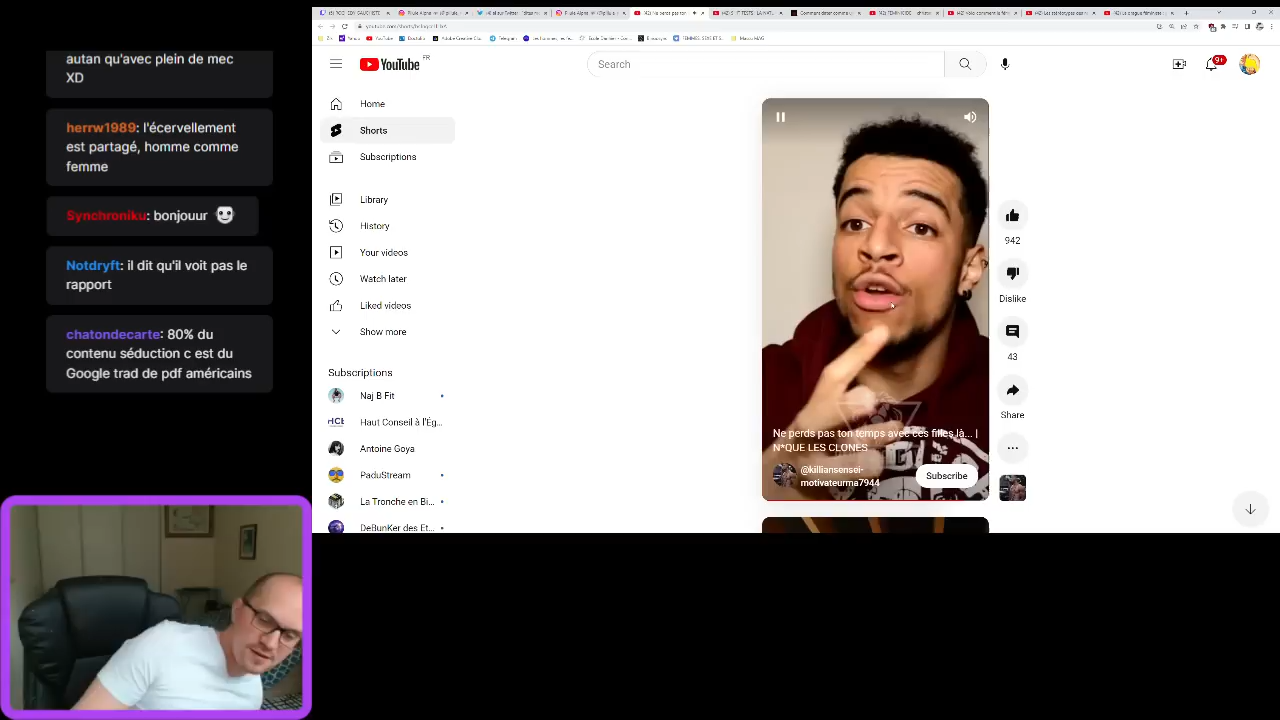 autan qu'avec plein de mec
XD
herrw1989: l'écervellement
est partagé, homme comme
femme
Synchroniku: bonjouur
Notdryft: il dit qu'il voit pas le
rapport
chatondecarte: 80% du
contenu séduction c est du
Google trad de pdf américains
YouTube FR
Search
9+
Home
Shorts
Subscriptions
Library
History
Your videos
Watch later
Liked videos
Show more
Subscriptions
Naj B Fit
Haut Conseil à l'Ég...
Antoine Goya
PaduStream
La Tronche en Bi...
DeBunKer des Et...
942
Dislike
43
Share
Ne perds pas ton temps avec ces filles là... |
N*QUE LES CLONES
@killiansensei-
motivateurma7944
Subscribe